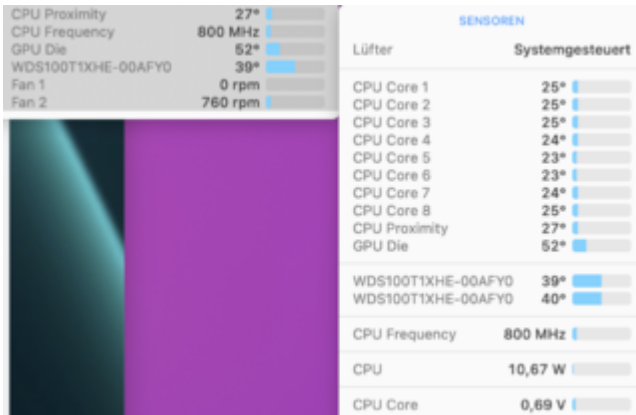 CPU Proximity 27°
CPU Frequency 800 MHz
GPU Die 52°
WDS100T1XHE-00AFY0 39°
Fan 1 0 rpm
Fan 2 760 rpm
SENSOREN
Lüfter Systemgesteuert
CPU Core 1 25°
CPU Core 2 25°
CPU Core 3 25°
CPU Core 4 24°
CPU Core 5 23°
CPU Core 6 23°
CPU Core 7 24°
CPU Core 8 25°
CPU Proximity 27°
GPU Die 52°
WDS100T1XHE-00AFY0 39°
WDS100T1XHE-00AFY0 40°
CPU Frequency 800 MHz
CPU 10,67 W
CPU Core 0,69 V